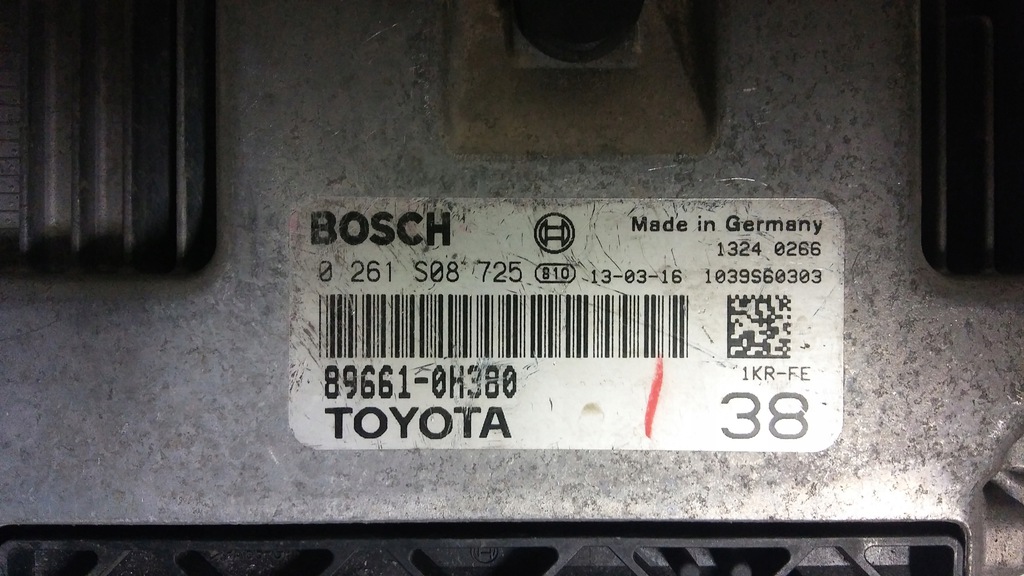 BOSCH Made in Germany
1324 0266
0 261 S08 725 810 13-03-16 1039S60303
89661-0H380 1KR-FE
TOYOTA 38